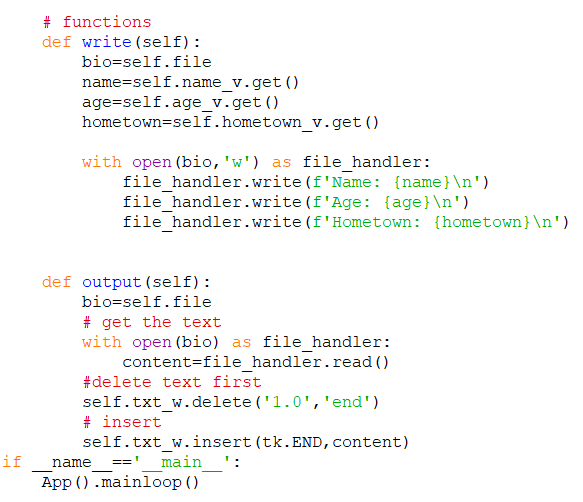 # functions
    def write(self):
        bio=self.file
        name=self.name_v.get()
        age=self.age_v.get()
        hometown=self.hometown_v.get()

        with open(bio,'w') as file_handler:
            file_handler.write(f'Name: {name}\n')
            file_handler.write(f'Age: {age}\n')
            file_handler.write(f'Hometown: {hometown}\n')


    def output(self):
        bio=self.file
        # get the text
        with open(bio) as file_handler:
            content=file_handler.read()
        #delete text first
        self.txt_w.delete('1.0','end')
        # insert
        self.txt_w.insert(tk.END,content)
if __name__=='__main__':
    App().mainloop()